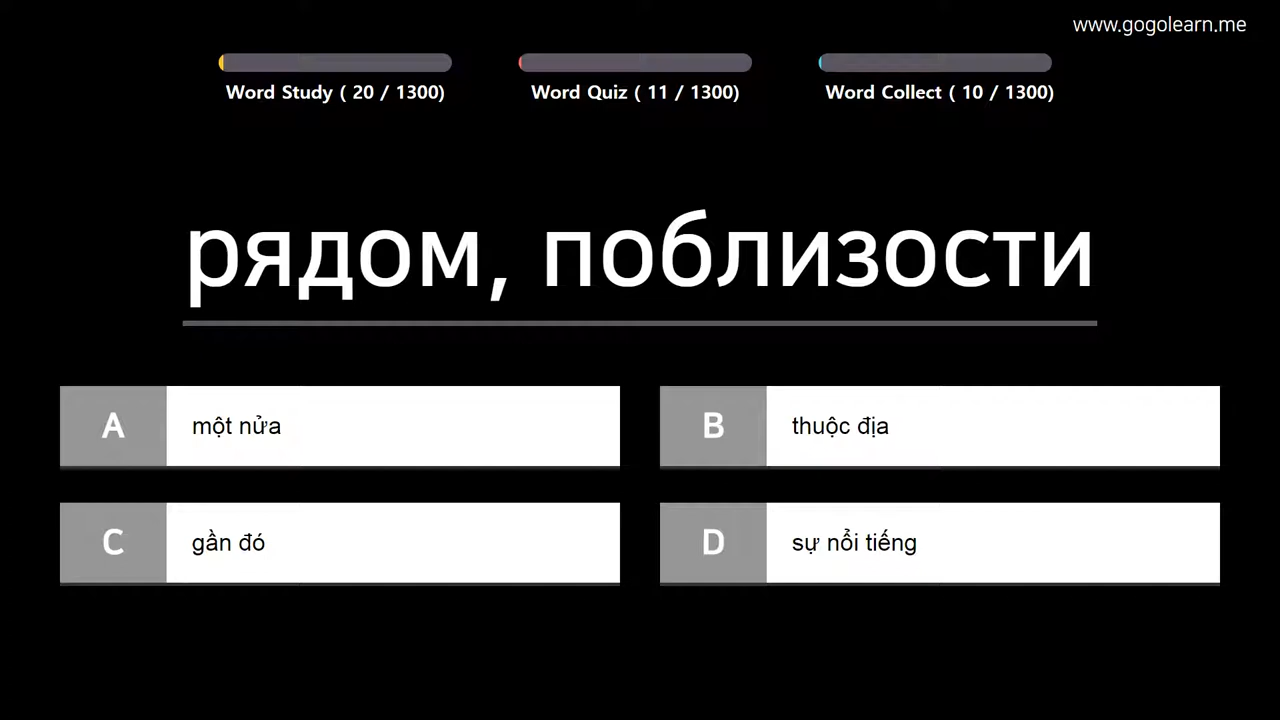 www.gogolearn.me
Word Study ( 20 / 1300)
Word Quiz ( 11 / 1300)
Word Collect ( 10 / 1300)
рядом, поблизости
A một nửa
B thuộc địa
C gần đó
D sự nổi tiếng